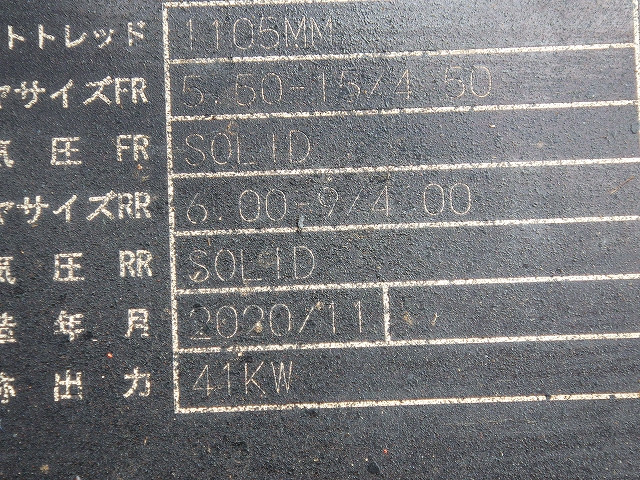 トトレッド 1105MM
ヤサイズFR 5.50-15/4.50
気圧 FR SOLID
ヤサイズRR 6.00-9/4.00
気圧 RR SOLID
造年月 2020/11
称出力 41KW